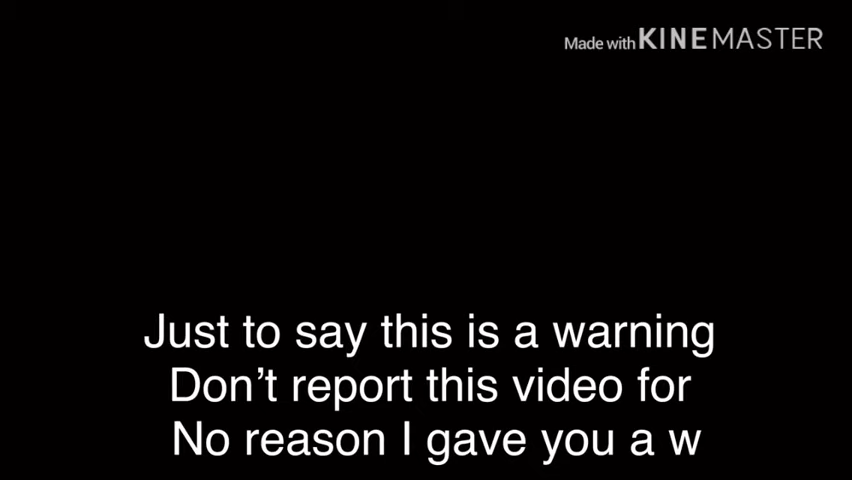 Made with KINEMASTER
Just to say this is a warning
Don’t report this video for
No reason I gave you a w